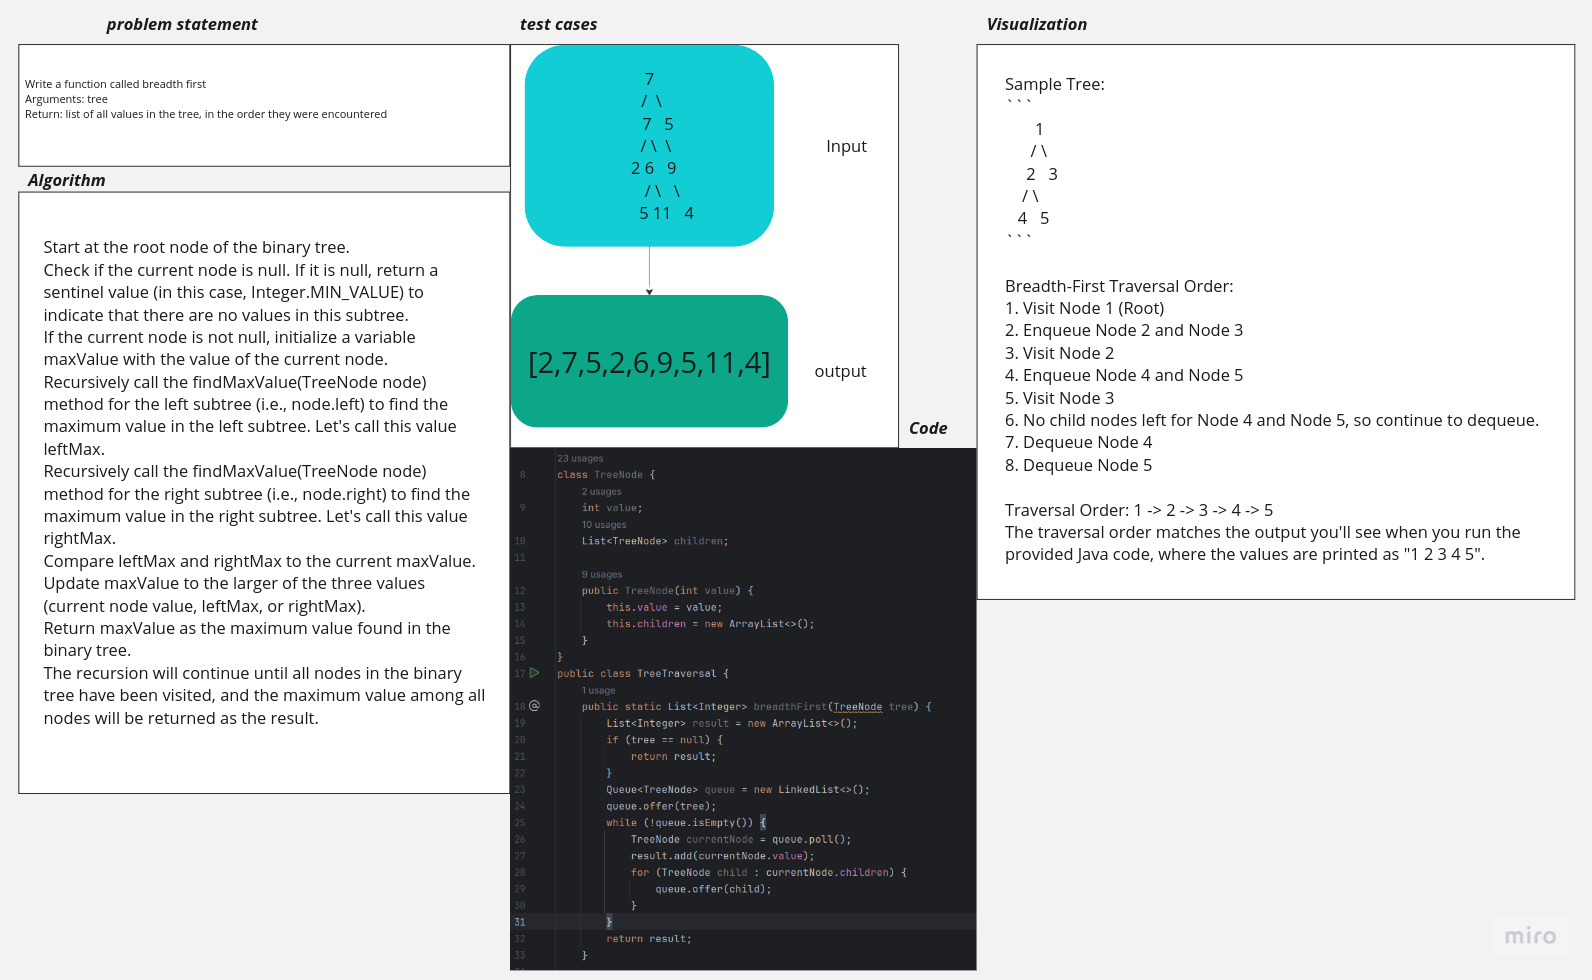 problem statement
Write a function called breadth first
Arguments: tree
Return: list of all values in the tree, in the order they were encountered
Algorithm
Start at the root node of the binary tree.
Check if the current node is null. If it is null, return a
sentinel value (in this case, Integer.MIN_VALUE) to
indicate that there are no values in this subtree.
If the current node is not null, initialize a variable
maxValue with the value of the current node.
Recursively call the findMaxValue(TreeNode node)
method for the left subtree (i.e., node.left) to find the
maximum value in the left subtree. Let's call this value
leftMax.
Recursively call the findMaxValue(TreeNode node)
method for the right subtree (i.e., node.right) to find the
maximum value in the right subtree. Let's call this value
rightMax.
Compare leftMax and rightMax to the current maxValue.
Update maxValue to the larger of the three values
(current node value, leftMax, or rightMax).
Return maxValue as the maximum value found in the
binary tree.
The recursion will continue until all nodes in the binary
tree have been visited, and the maximum value among all
nodes will be returned as the result.
test cases
7
/ \
7 5
/ \ \
2 6 9
/ \ \
5 11 4
Input
[2,7,5,2,6,9,5,11,4]
output
Code
23 usages
8 class TreeNode {
2 usages
9 int value;
10 usages
10 List<TreeNode> children;
11
9 usages
12 public TreeNode(int value) {
13 this.value = value;
14 this.children = new ArrayList<>();
15 }
16 }
17 public class TreeTraversal {
1 usage
18 @ public static List<Integer> breadthFirst(TreeNode tree) {
19 List<Integer> result = new ArrayList<>();
20 if (tree == null) {
21 return result;
22 }
23 Queue<TreeNode> queue = new LinkedList<>();
24 queue.offer(tree);
25 while (!queue.isEmpty()) {
26 TreeNode currentNode = queue.poll();
27 result.add(currentNode.value);
28 for (TreeNode child : currentNode.children) {
29 queue.offer(child);
30 }
31 }
32 return result;
33 }
Visualization
Sample Tree:
```
1
/ \
2 3
/ \
4 5
```
Breadth-First Traversal Order:
1. Visit Node 1 (Root)
2. Enqueue Node 2 and Node 3
3. Visit Node 2
4. Enqueue Node 4 and Node 5
5. Visit Node 3
6. No child nodes left for Node 4 and Node 5, so continue to dequeue.
7. Dequeue Node 4
8. Dequeue Node 5
Traversal Order: 1 -> 2 -> 3 -> 4 -> 5
The traversal order matches the output you'll see when you run the
provided Java code, where the values are printed as "1 2 3 4 5".
miro